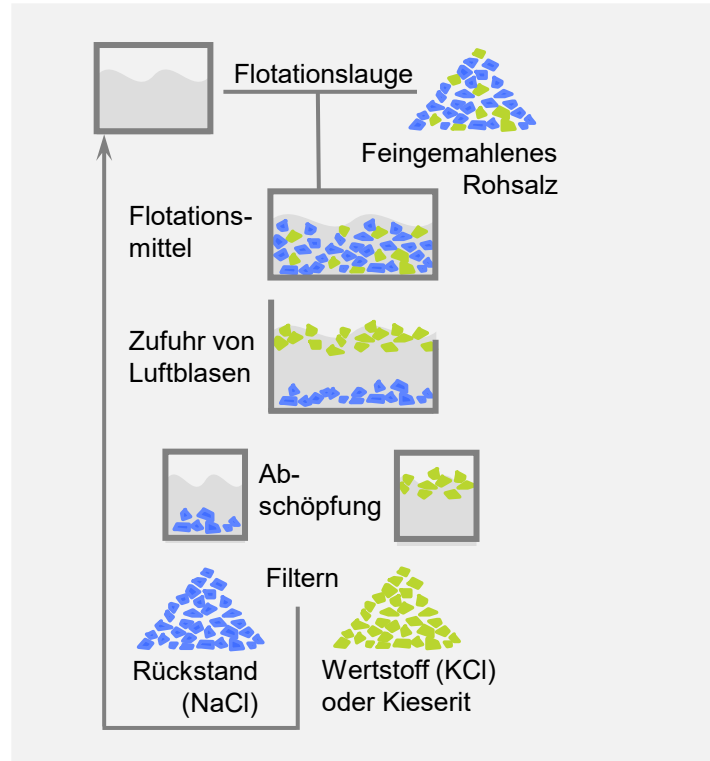 Flotationslauge
Feingemahlenes
Rohsalz
Flotations-
mittel
Zufuhr von
Luftblasen
Ab-
schöpfung
Filtern
Rückstand
(NaCl)
Wertstoff (KCl)
oder Kieserit